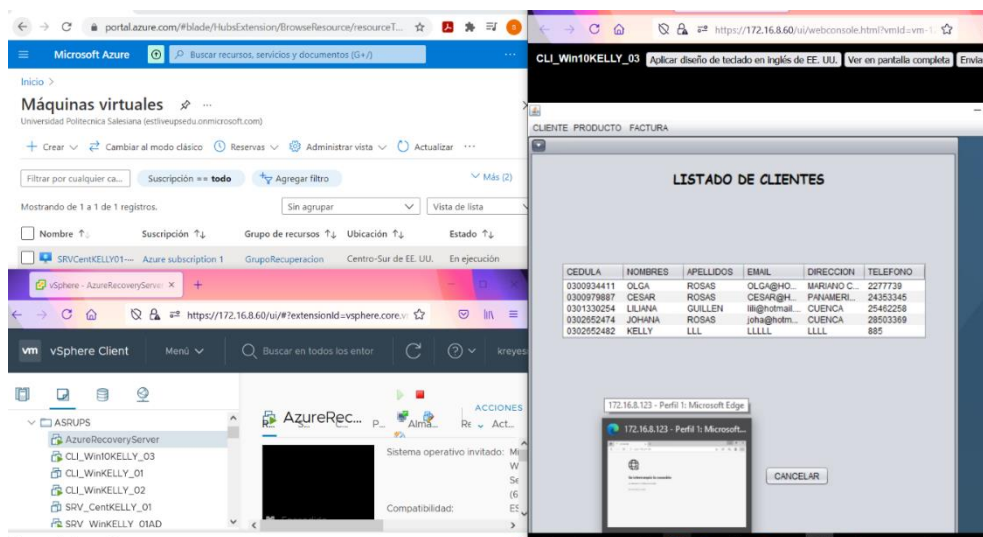 portal.azure.com/#blade/HubsExtension/BrowseResource/resourceT...
Microsoft Azure
Buscar recursos, servicios y documentos (G+/)
Inicio >
Máquinas virtuales
Universidad Politecnica Salesiana (estliveupsedu.onmicrosoft.com)
+ Crear Cambiar al modo clásico Reservas Administrar vista Actualizar ...
Filtrar por cualquier ca... Suscripción == todo Agregar filtro Más (2)
Mostrando de 1 a 1 de 1 registros. Sin agrupar Vista de lista
Nombre ↑↓ Suscripción ↑↓ Grupo de recursos ↑↓ Ubicación ↑↓ Estado ↑↓
SRVCentKELLY01-... Azure subscription 1 GrupoRecuperacion Centro-Sur de EE. UU. En ejecución
vSphere - AzureRecoveryServer × +
https://172.16.8.60/ui/#?extensionId=vsphere.core.v
vm vSphere Client Menú Buscar en todos los entor kreyes
ASRUPS
AzureRecoveryServer
CLI_Win10KELLY_03
CLI_WinKELLY_01
CLI_WinKELLY_02
SRV_CentKELLY_01
SRV_WinKELLY_01AD
ACCIONES
AzureRec... P... Alma... Re Act...
Sistema operativo invitado: Mi
W
Se
(6
Compatibilidad: ES
https://172.16.8.60/ui/webconsole.html?vmId=vm-1
CLI_Win10KELLY_03 Aplicar diseño de teclado en inglés de EE. UU. Ver en pantalla completa Envia
CLIENTE PRODUCTO FACTURA
LISTADO DE CLIENTES
CEDULA NOMBRES APELLIDOS EMAIL DIRECCION TELEFONO
0300934411 OLGA ROSAS OLGA@HO... MARIANO C... 2277739
0300979887 CESAR ROSAS CESAR@H... PANAMERI... 24353345
0301330254 LILIANA GUILLEN lili@hotmail.... CUENCA 25462258
0302652474 JOHANA ROSAS joha@hotm... CUENCA 28503369
0302652482 KELLY LLL LLLLL LLLL 885
172.16.8.123 - Perfil 1: Microsoft Edge
172.16.8.123 - Perfil 1: Microsoft...
CANCELAR